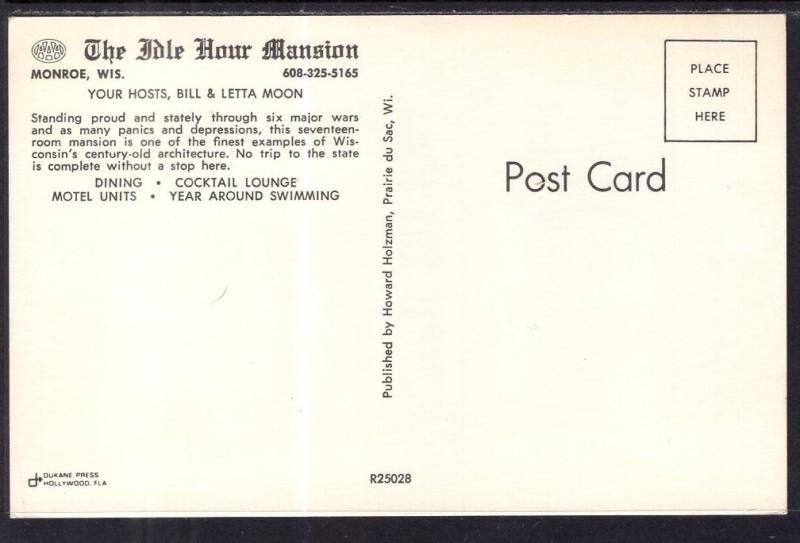 The Idle Hour Mansion
MONROE, WIS. 608-325-5165
YOUR HOSTS, BILL & LETTA MOON
Standing proud and stately through six major wars
and as many panics and depressions, this seventeen-
room mansion is one of the finest examples of Wis-
consin's century-old architecture. No trip to the state
is complete without a stop here.
DINING • COCKTAIL LOUNGE
MOTEL UNITS • YEAR AROUND SWIMMING
DUKANE PRESS
HOLLYWOOD, FLA
Published by Howard Holzman, Prairie du Sac, Wi.
R25028
PLACE
STAMP
HERE
Post Card